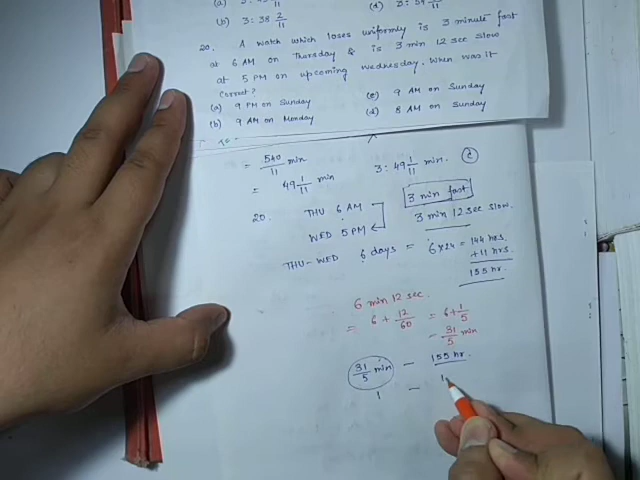 (b) 3:38 2/11
20. A watch which loses uniformly is 3 minute fast
at 6 AM on Thursday & is 3 min 12 sec slow
at 5 PM on upcoming Wednesday. When was it
correct?
(a) 9 PM on Sunday (c) 9 AM on Sunday
(b) 9 AM on Monday (d) 8 AM on Sunday
= 540/11 min
= 49 1/11 min 3:49 1/11 min. (c)
20. THU 6 AM 3 min fast
WED 5 PM 3 min 12 sec slow.
THU-WED 6 days = 6x24 = 144 hrs.
+11 hrs.
155 hr.
6 min 12 sec.
= 6 + 12/60 = 6+1/5
- 31/5 min
31/5 min - 155 hr.
1 - 1